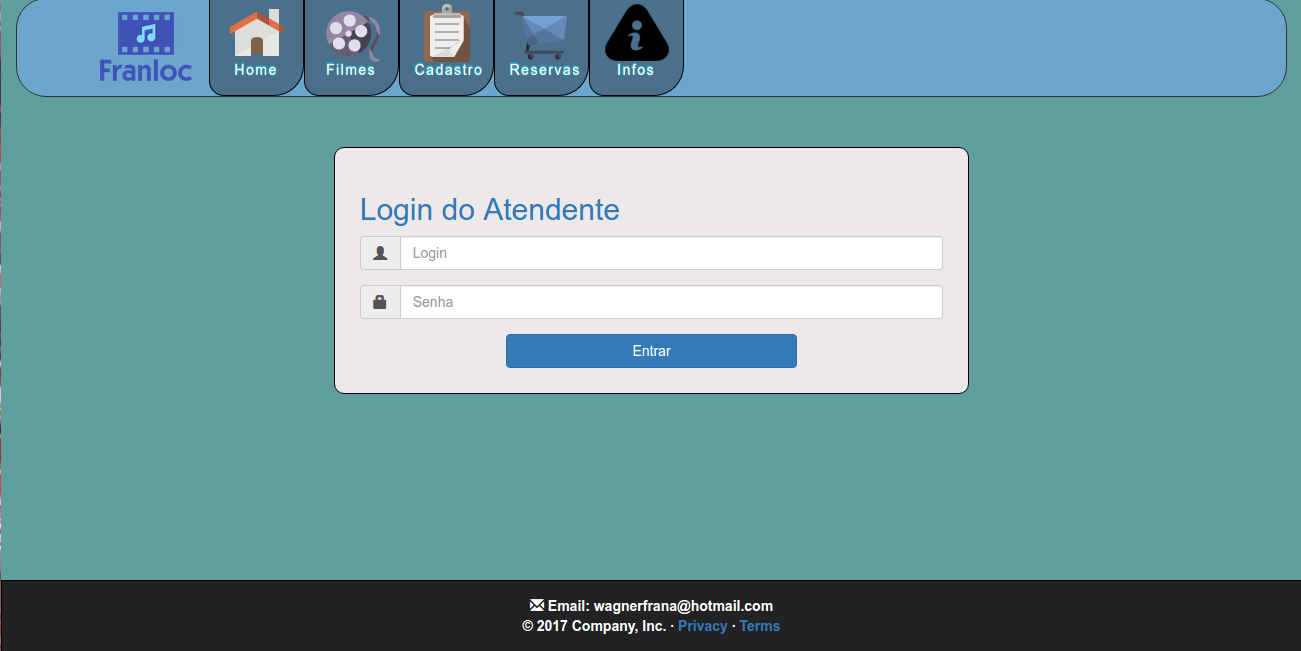 Franloc
Home
Filmes
Cadastro
Reservas
Infos
Login do Atendente
Login
Senha
Entrar
Email: wagnerfrana@hotmail.com
© 2017 Company, Inc. · Privacy · Terms